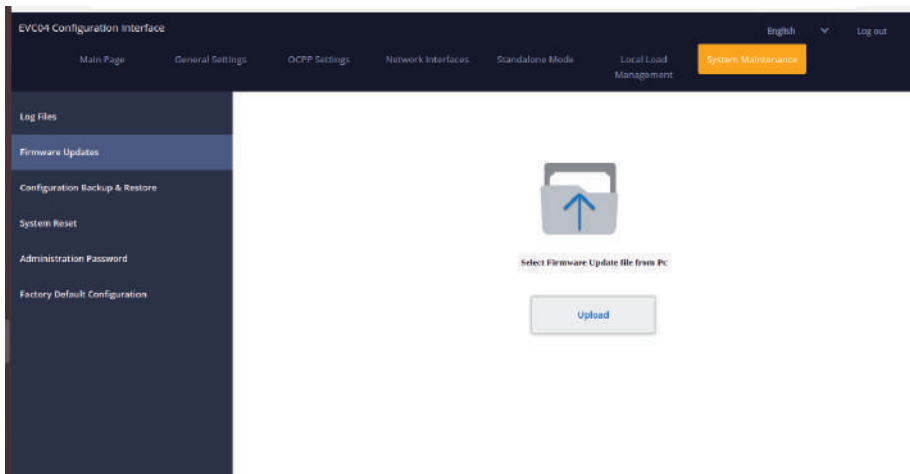 EVC04 Configuration Interface
English
Log out
Main Page
General Settings
OCPP Settings
Network Interfaces
Standalone Mode
Local Load
Management
System Maintenance
Log Files
Firmware Updates
Configuration Backup & Restore
System Reset
Administration Password
Factory Default Configuration
Select Firmware Update file from Pc
Upload